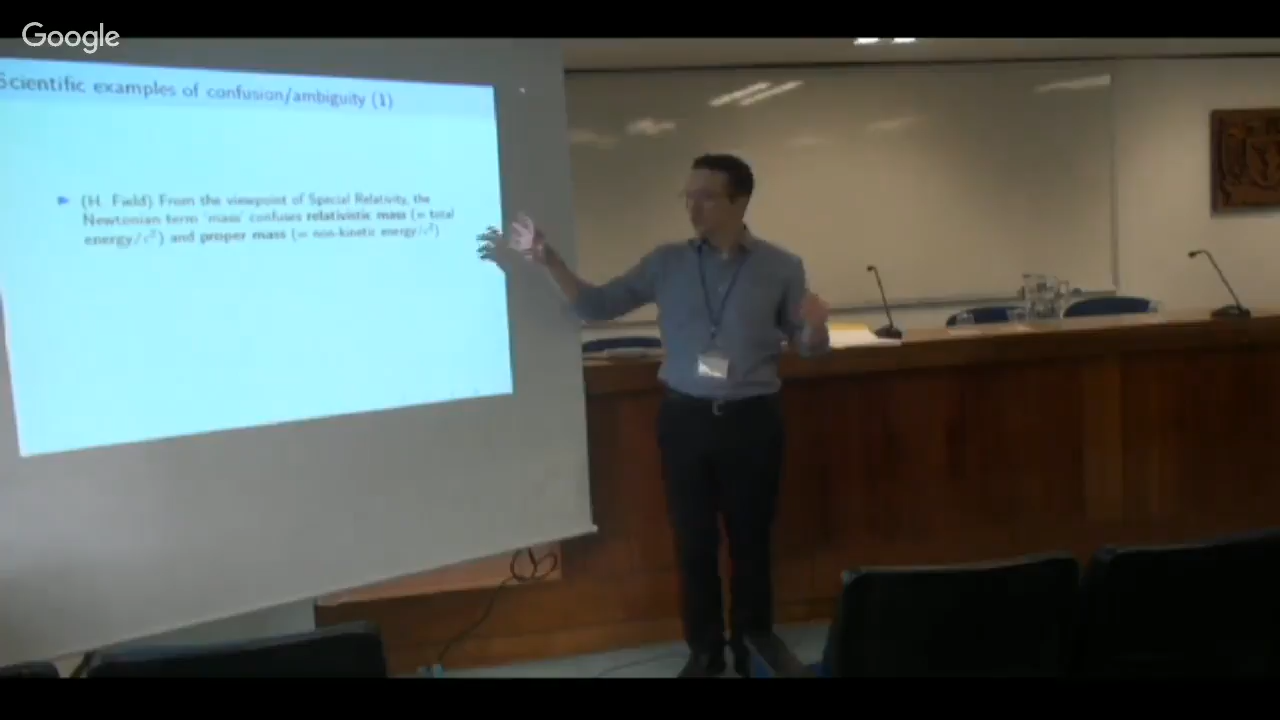 Google
Scientific examples of confusion/ambiguity (1)
(H. Field) From the viewpoint of Special Relativity, the
Newtonian term 'mass' confuses relativistic mass (= total
energy/c²) and proper mass (= non-kinetic energy/c²)